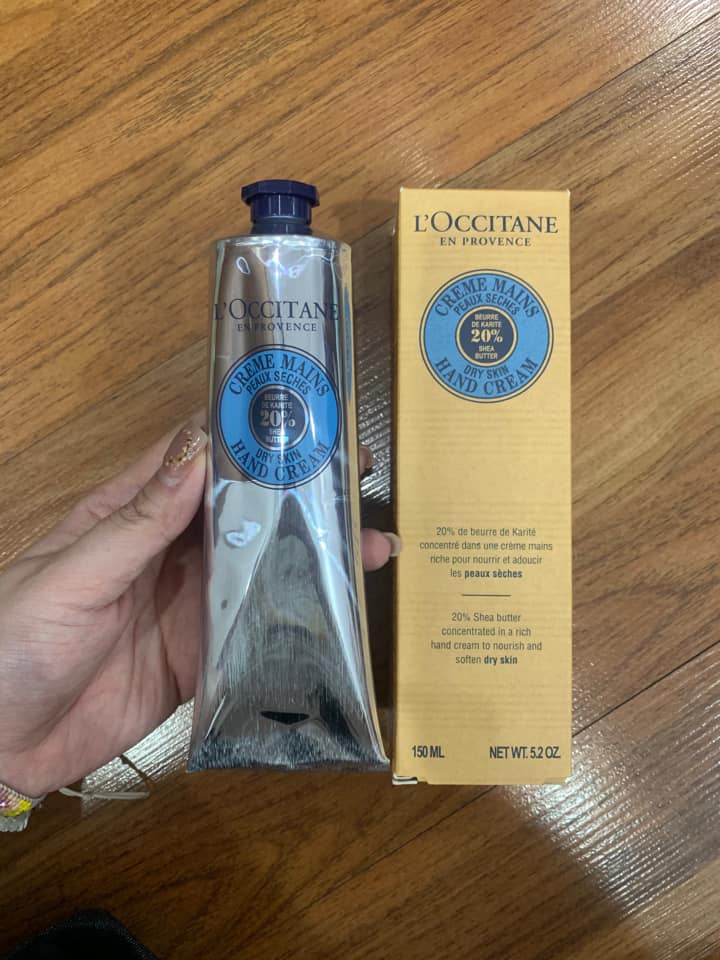 L'OCCITANE
EN PROVENCE
CREME MAINS
PEAUX SECHES
BEURRE
DE KARITE
20%
SHEA
BUTTER
DRY SKIN
HAND CREAM
L'OCCITANE
EN PROVENCE
CREME MAINS
PEAUX SECHES
BEURRE
DE KARITE
20%
SHEA
BUTTER
DRY SKIN
HAND CREAM
20% de beurre de Karité
concentré dans une crème mains
riche pour nourrir et adoucir
les peaux sèches
20% Shea butter
concentrated in a rich
hand cream to nourish and
soften dry skin
150 ML NET WT. 5.2 OZ.